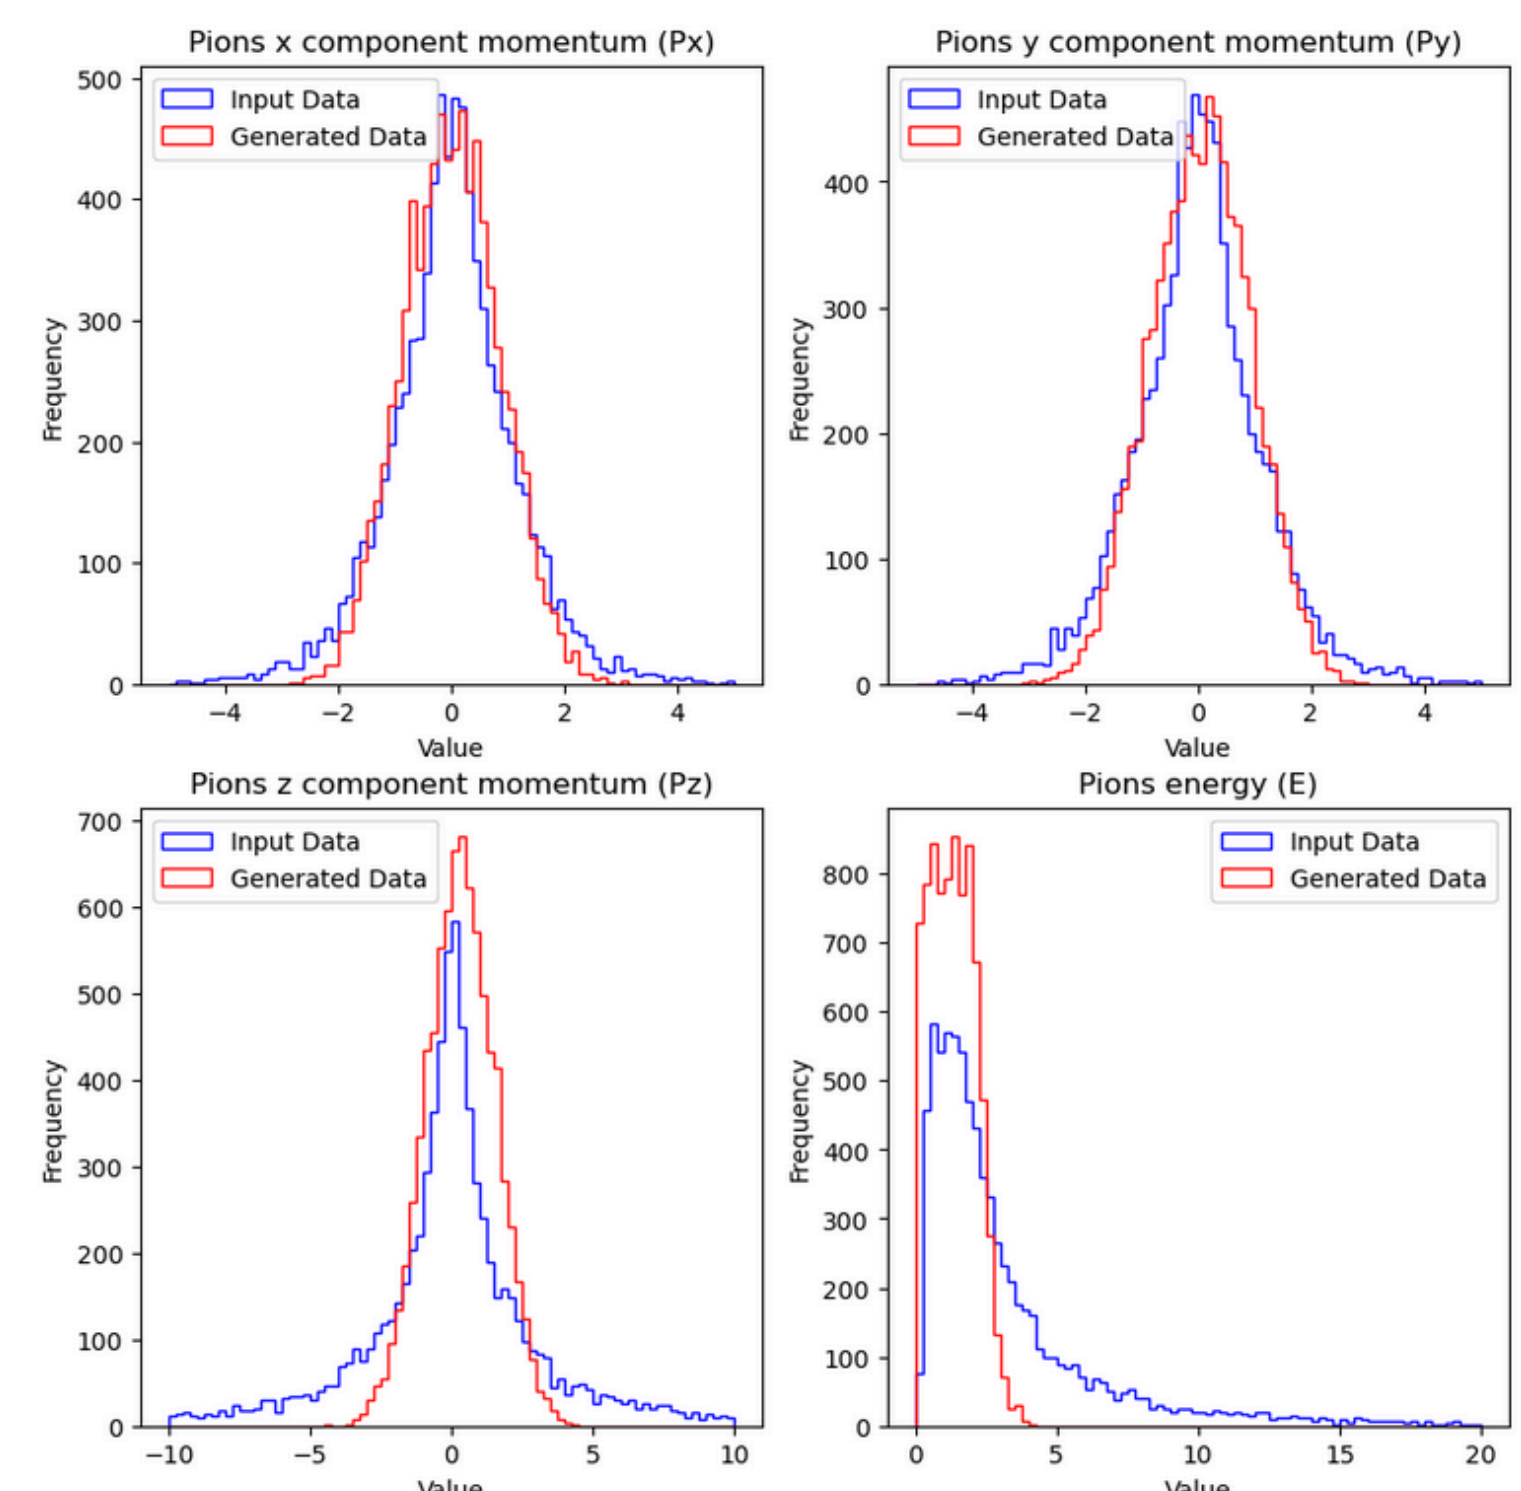 Pions x component momentum (Px)
500
400
300
200
100
0
Frequency
Input Data
Generated Data
−4 −2 0 2 4
Value
Pions y component momentum (Py)
400
300
200
100
0
Frequency
Input Data
Generated Data
−4 −2 0 2 4
Value
Pions z component momentum (Pz)
700
600
500
400
300
200
100
0
Frequency
Input Data
Generated Data
−10 −5 0 5 10
Value
Pions energy (E)
800
700
600
500
400
300
200
100
0
Frequency
Input Data
Generated Data
0 5 10 15 20
Value